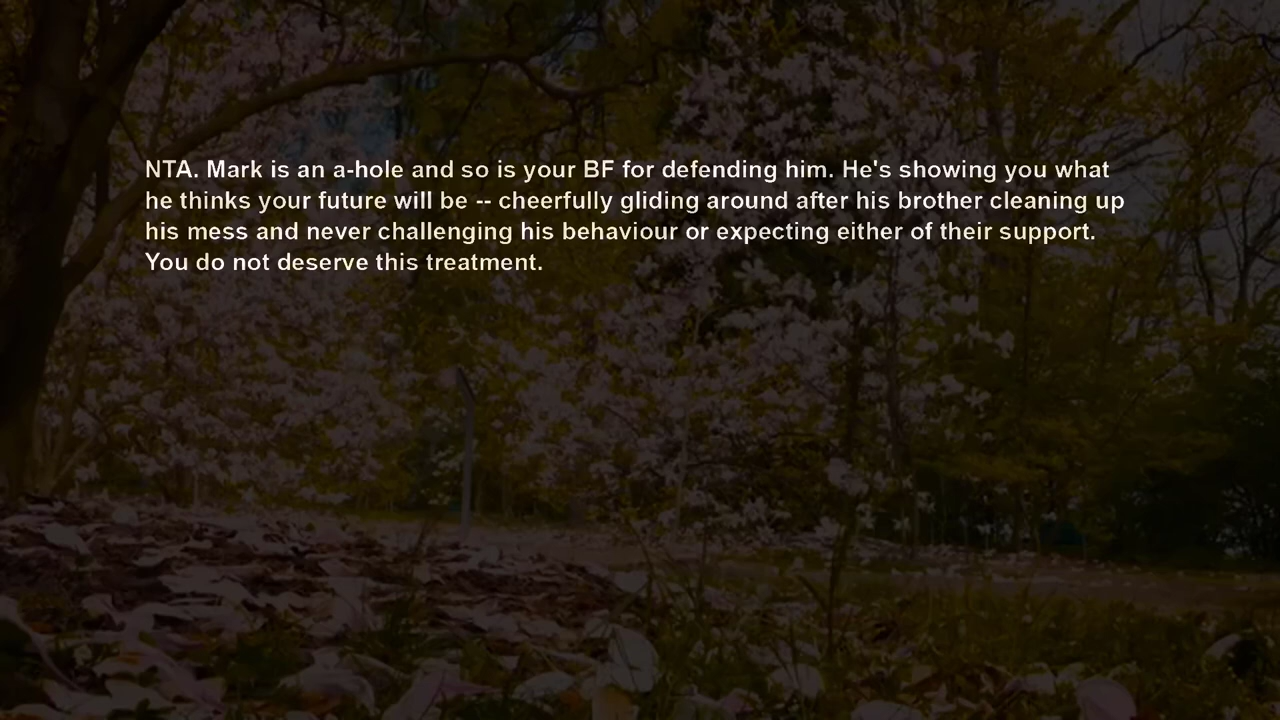 NTA. Mark is an a-hole and so is your BF for defending him. He's showing you what
he thinks your future will be -- cheerfully gliding around after his brother cleaning up
his mess and never challenging his behaviour or expecting either of their support.
You do not deserve this treatment.